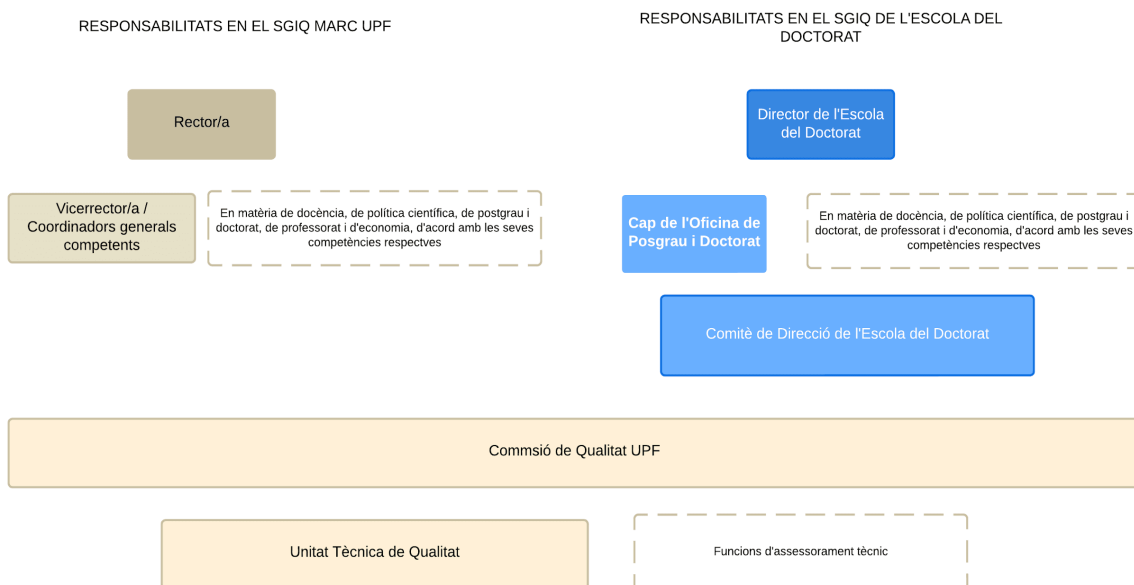 RESPONSABILITATS EN EL SGIQ MARC UPF
RESPONSABILITATS EN EL SGIQ DE L'ESCOLA DEL
DOCTORAT
Rector/a
Director de l'Escola
del Doctorat
Vicerrector/a /
Coordinadors generals
competents
En matèria de docència, de política científica, de postgrau i
doctorat, de professorat i d'economia, d'acord amb les seves
competències respectves
Cap de l'Oficina de
Posgrau i Doctorat
En matèria de docència, de política científica, de postgrau i
doctorat, de professorat i d'economia, d'acord amb les seves
competències respectves
Comitè de Direcció de l'Escola del Doctorat
Commsió de Qualitat UPF
Unitat Tècnica de Qualitat
Funcions d'assessorament tècnic